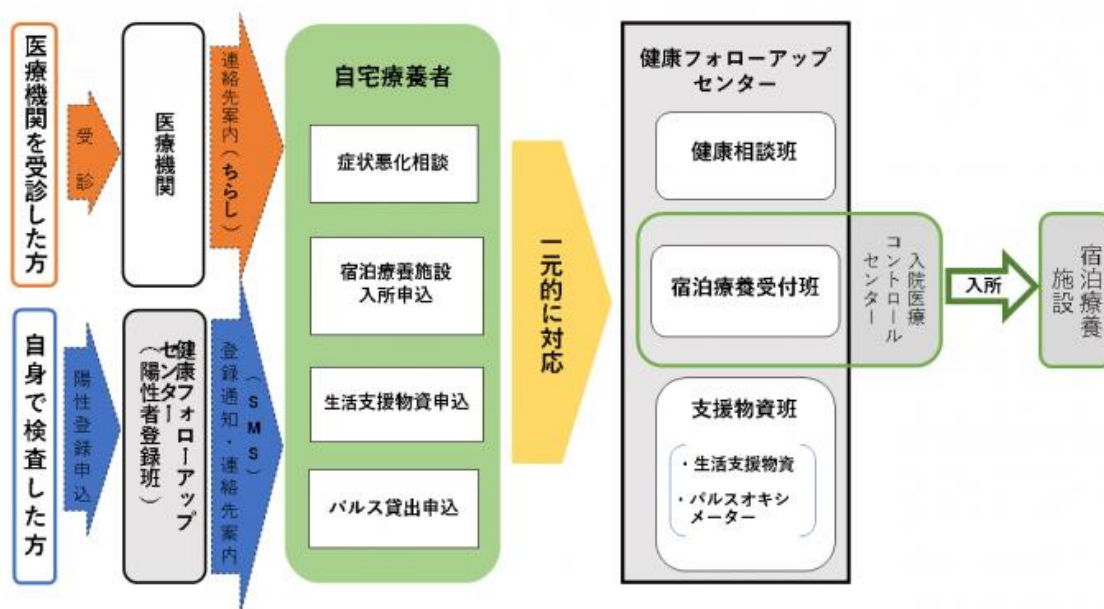 医療機関を受診した方
受診
医療機関
連絡先案内(ちらし)
自身で検査した方
陽性登録申込
健康フォローアップ
センター
(陽性者登録班)
登録通知・連絡先案内
(SMS)
自宅療養者
症状悪化相談
宿泊療養施設
入所申込
生活支援物資申込
パルス貸出申込
一元的に対応
健康フォローアップ
センター
健康相談班
宿泊療養受付班
入院医療
コントロール
センター
支援物資班
・生活支援物資
・パルスオキシ
メーター
入所
宿泊療養
施設